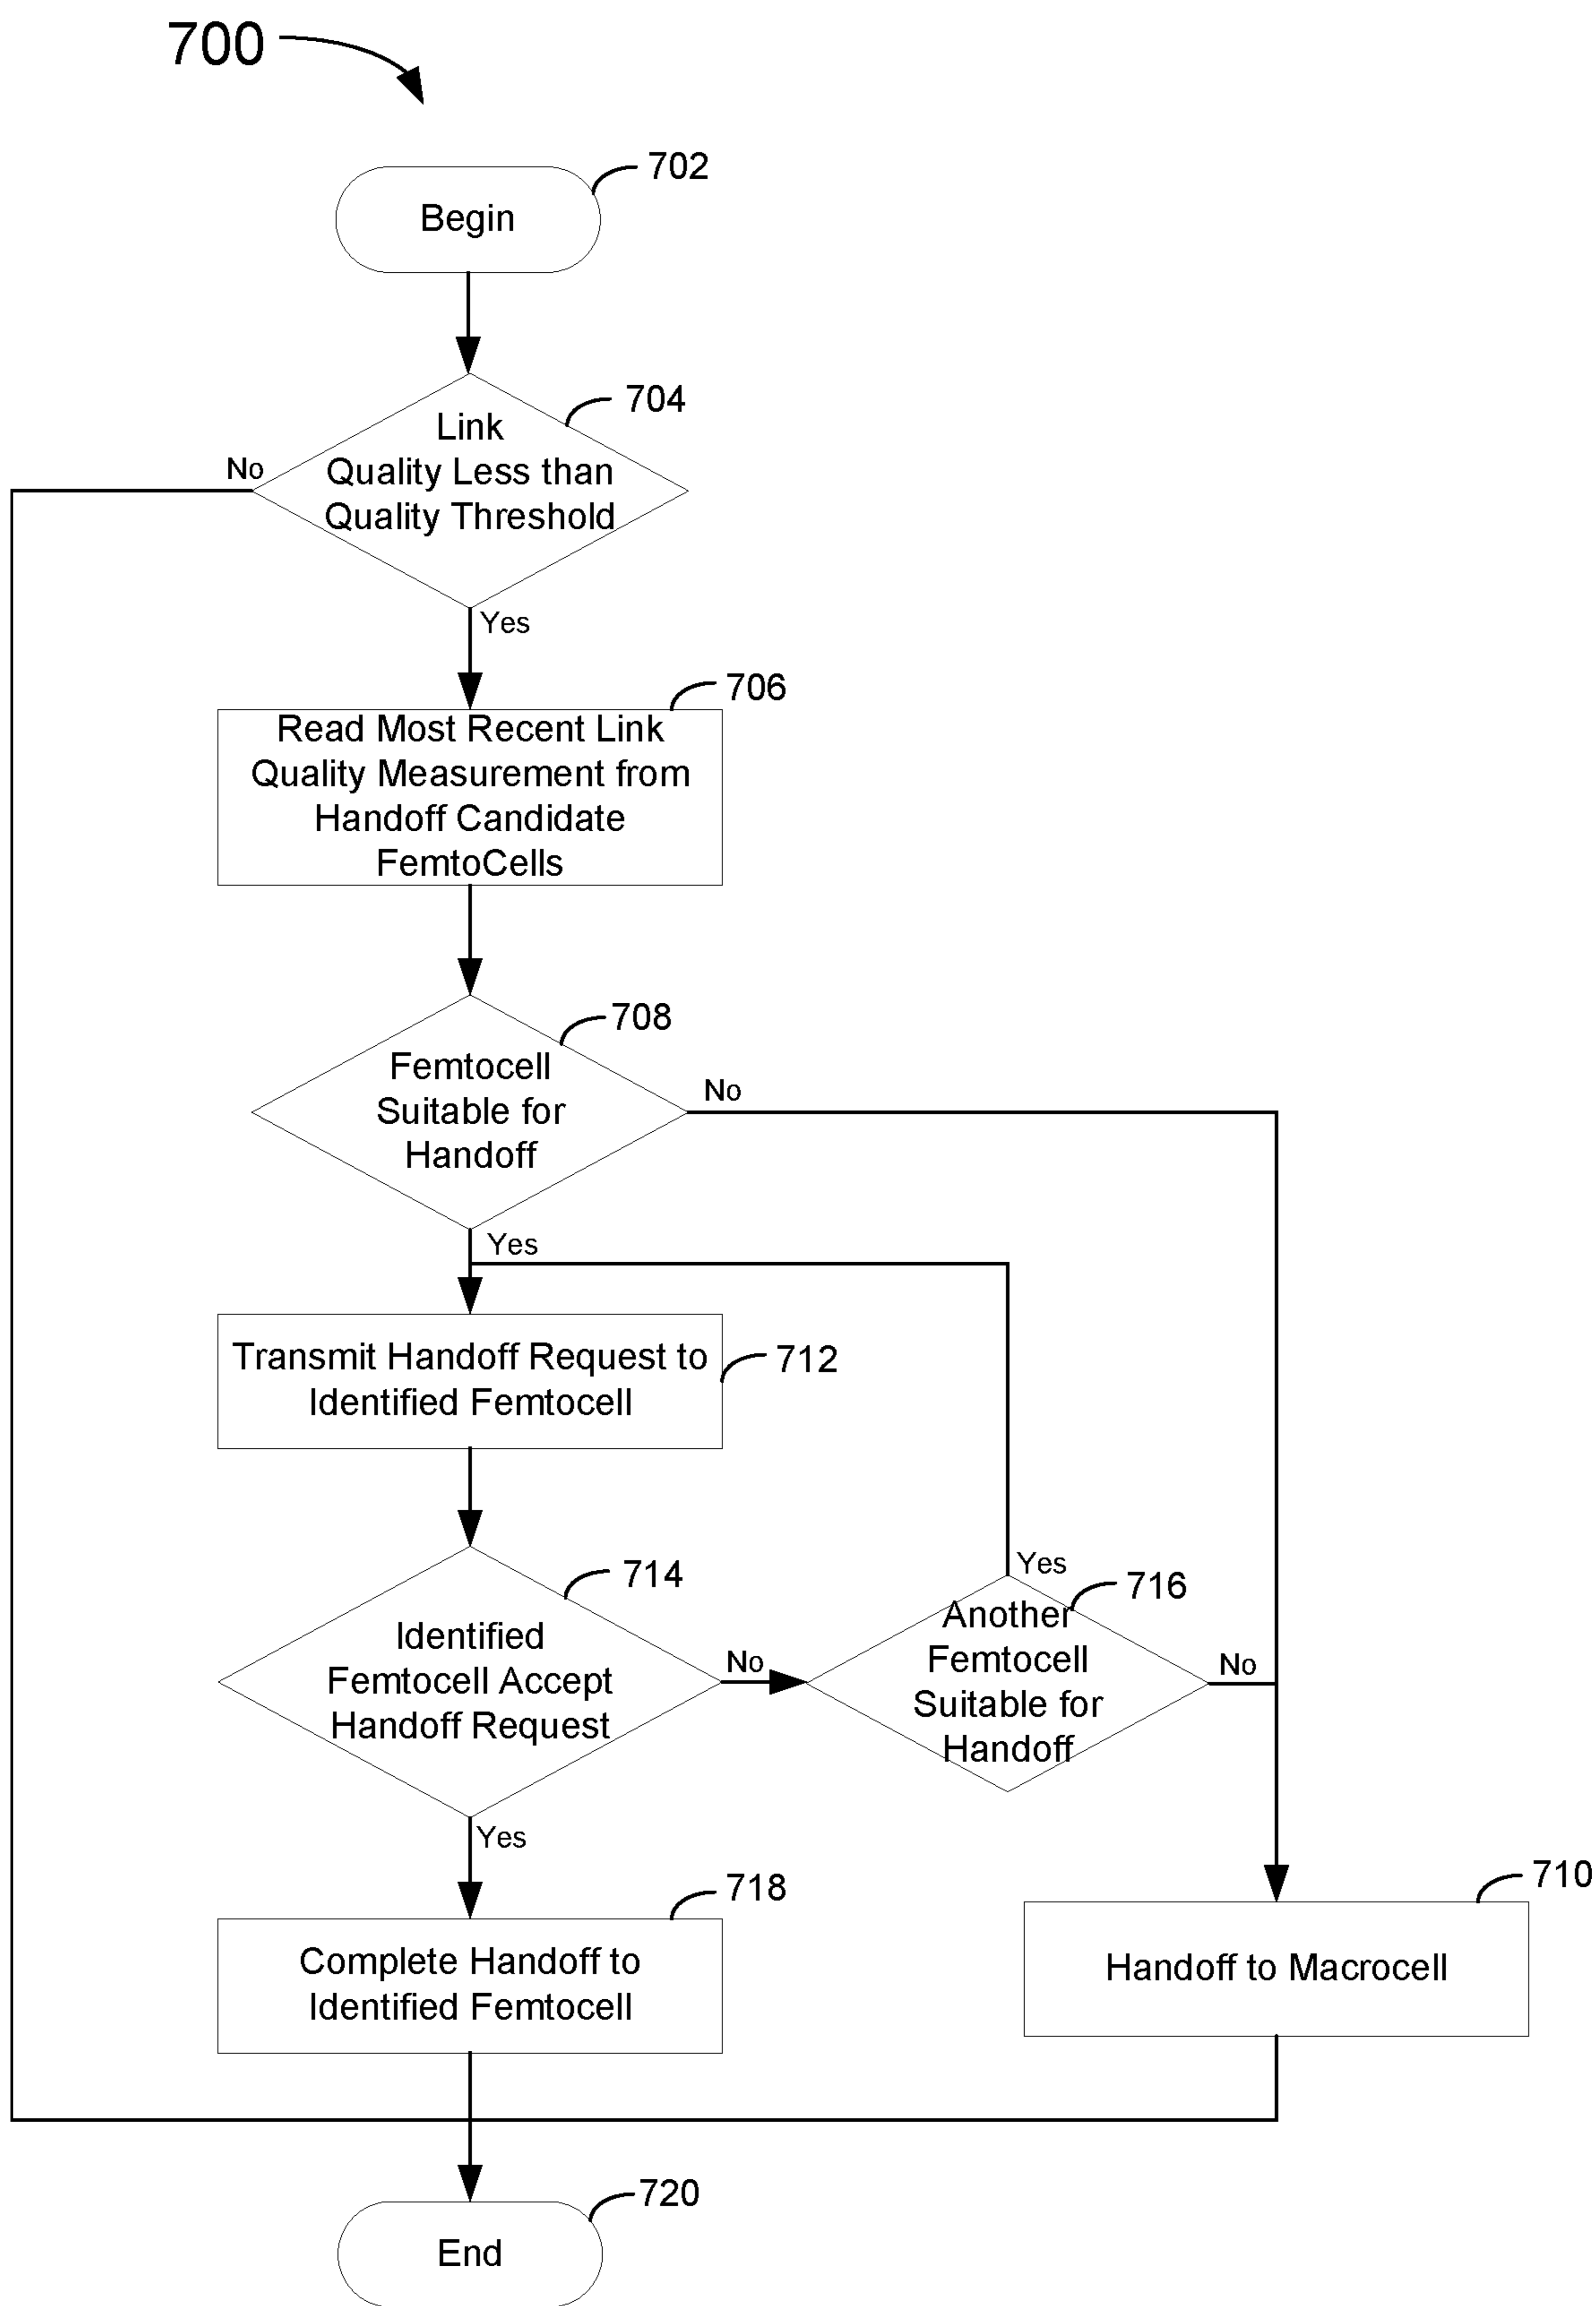 700
702
Begin
704
Link
Quality Less than
Quality Threshold
No
Yes
706
Read Most Recent Link
Quality Measurement from
Handoff Candidate
FemtoCells
708
Femtocell
Suitable for
Handoff
No
Yes
Transmit Handoff Request to
Identified Femtocell
712
714
Identified
Femtocell Accept
Handoff Request
No
Yes
716
Another
Femtocell
Suitable for
Handoff
No
Yes
718
Complete Handoff to
Identified Femtocell
710
Handoff to Macrocell
720
End